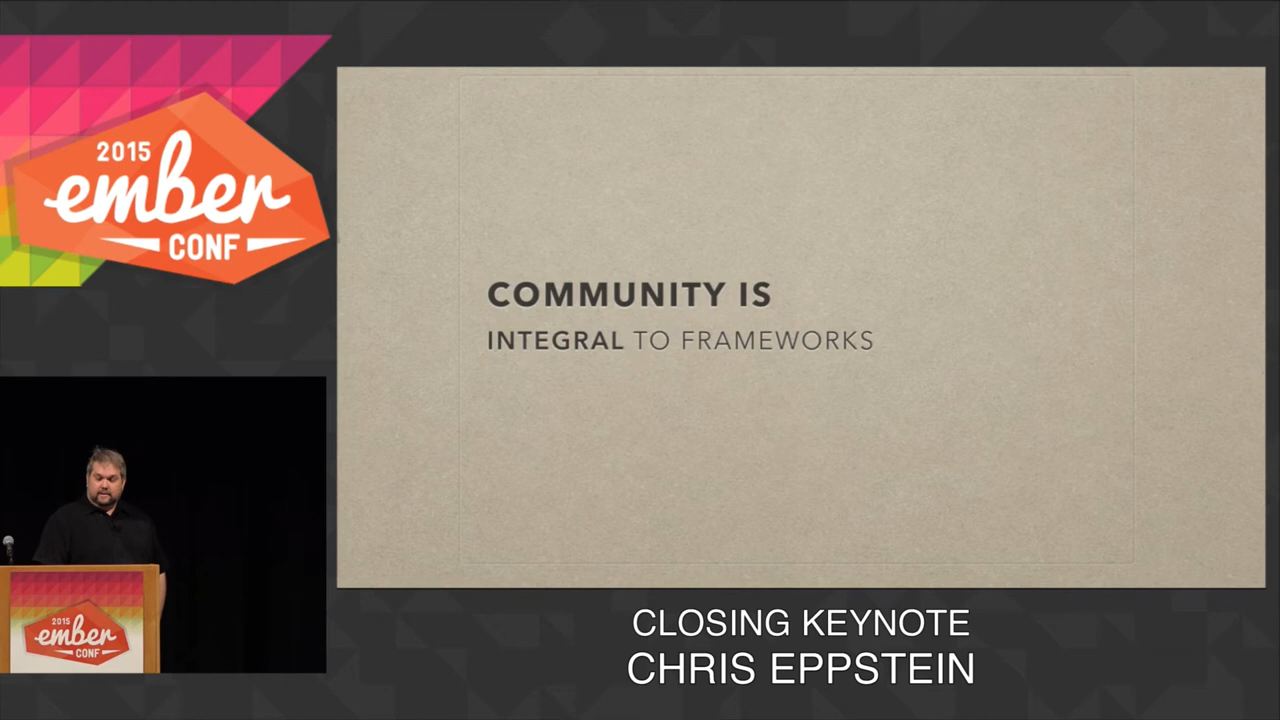 2015
ember
CONF
COMMUNITY IS
INTEGRAL TO FRAMEWORKS
2015
ember
CONF
CLOSING KEYNOTE
CHRIS EPPSTEIN